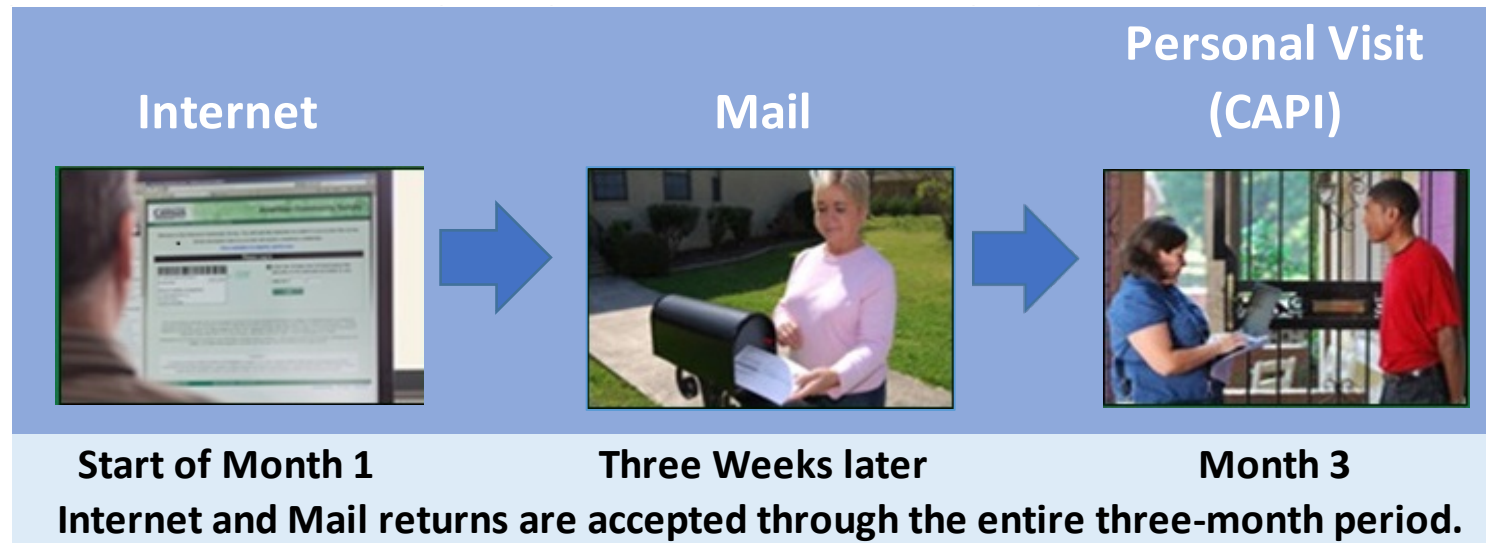 Internet
Mail
Personal Visit
(CAPI)
Start of Month 1
Three Weeks later
Month 3
Internet and Mail returns are accepted through the entire three-month period.